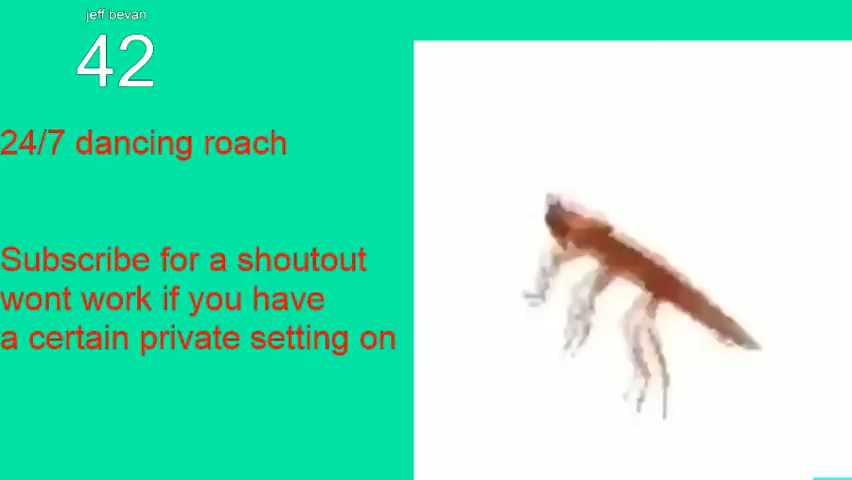 jeff bevan
42
24/7 dancing roach
Subscribe for a shoutout
wont work if you have
a certain private setting on